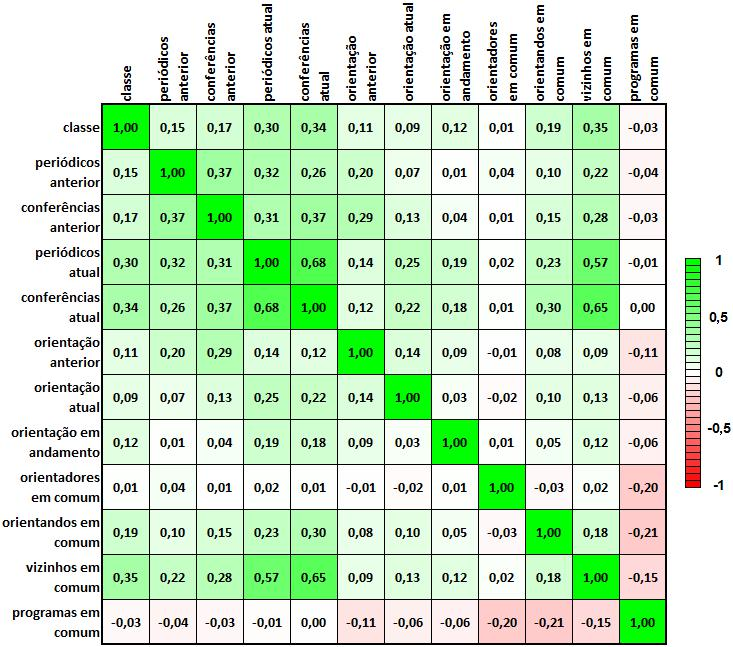 classe
periódicos
anterior
conferências
anterior
periódicos atual
conferências
atual
orientação
anterior
orientação atual
orientação em
andamento
orientadores
em comum
orientandos em
comum
vizinhos em
comum
programas em
comum
classe 1,00 0,15 0,17 0,30 0,34 0,11 0,09 0,12 0,01 0,19 0,35 -0,03
periódicos
anterior 0,15 1,00 0,37 0,32 0,26 0,20 0,07 0,01 0,04 0,10 0,22 -0,04
conferências
anterior 0,17 0,37 1,00 0,31 0,37 0,29 0,13 0,04 0,01 0,15 0,28 -0,03
periódicos
atual 0,30 0,32 0,31 1,00 0,68 0,14 0,25 0,19 0,02 0,23 0,57 -0,01
conferências
atual 0,34 0,26 0,37 0,68 1,00 0,12 0,22 0,18 0,01 0,30 0,65 0,00
orientação
anterior 0,11 0,20 0,29 0,14 0,12 1,00 0,14 0,09 -0,01 0,08 0,09 -0,11
orientação
atual 0,09 0,07 0,13 0,25 0,22 0,14 1,00 0,03 -0,02 0,10 0,13 -0,06
orientação em
andamento 0,12 0,01 0,04 0,19 0,18 0,09 0,03 1,00 0,01 0,05 0,12 -0,06
orientadores
em comum 0,01 0,04 0,01 0,02 0,01 -0,01 -0,02 0,01 1,00 -0,03 0,02 -0,20
orientandos em
comum 0,19 0,10 0,15 0,23 0,30 0,08 0,10 0,05 -0,03 1,00 0,18 -0,21
vizinhos em
comum 0,35 0,22 0,28 0,57 0,65 0,09 0,13 0,12 0,02 0,18 1,00 -0,15
programas em
comum -0,03 -0,04 -0,03 -0,01 0,00 -0,11 -0,06 -0,06 -0,20 -0,21 -0,15 1,00
1
0,5
0
-0,5
-1